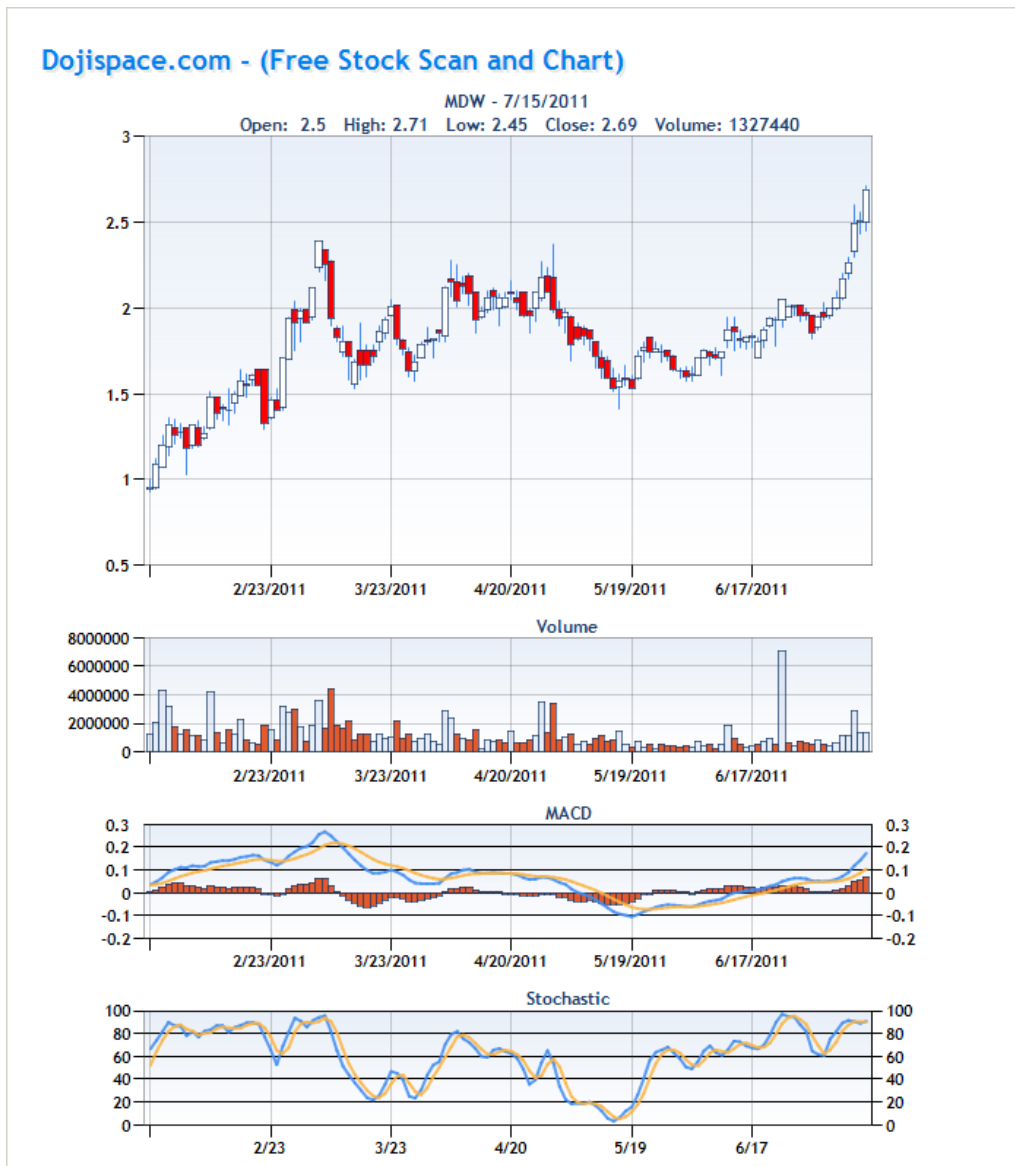 Dojispace.com - (Free Stock Scan and Chart)
MDW - 7/15/2011
Open: 2.5 High: 2.71 Low: 2.45 Close: 2.69 Volume: 1327440
3
2.5
2
1.5
1
0.5
2/23/2011 3/23/2011 4/20/2011 5/19/2011 6/17/2011
Volume
8000000
6000000
4000000
2000000
0
2/23/2011 3/23/2011 4/20/2011 5/19/2011 6/17/2011
MACD
0.3 0.3
0.2 0.2
0.1 0.1
0 0
-0.1 -0.1
-0.2 -0.2
2/23/2011 3/23/2011 4/20/2011 5/19/2011 6/17/2011
Stochastic
100 100
80 80
60 60
40 40
20 20
0 0
2/23 3/23 4/20 5/19 6/17